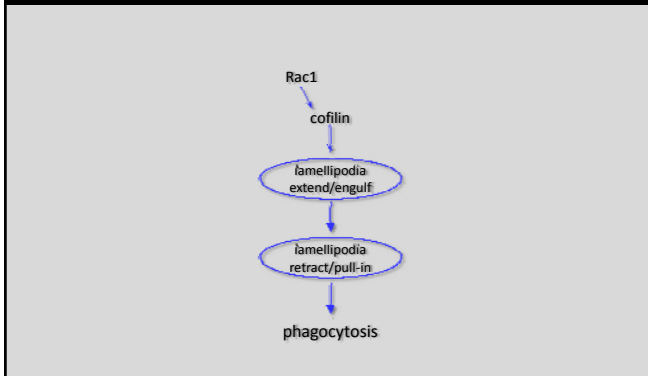 Rac1
cofilin
lamellipodia
extend/engulf
lamellipodia
retract/pull-in
phagocytosis